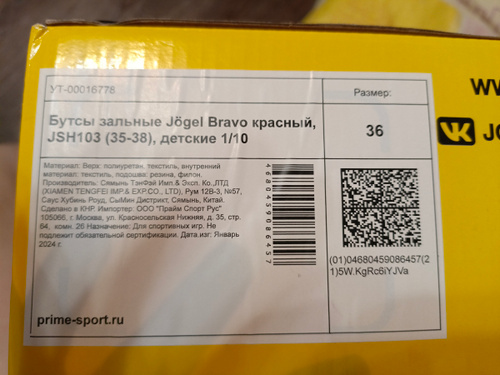 УТ-00016778
Размер:
Бутсы зальные Jögel Bravo красный,
JSH103 (35-38), детские 1/10
36
Материал: Верх: полиуретан, текстиль, внутренний
материал: текстиль, подошва: резина, филон.
Производитель: Сямынь ТэнФэй Имп.& Эксп. Ко.,ЛТД
(XIAMEN TENGFEI IMP.& EXP.CO., LTD), Рум 12В-3, №57,
Саус Хубинь Роуд, СыМин Дистрикт, Сямынь, Китай.
Сделано в КНР. Импортер: ООО "Прайм Спорт Рус"
105066, г. Москва, ул. Красносельская Нижняя, д. 35, стр.
64, комн. 26 Назначение: Для спортивных игр. Не
подлежит обязательной сертификации. Дата изг: Январь
2024 г.
4680459086457
(01)04680459086457(2
1)5W.KgRc6iYJVa
prime-sport.ru
WW
JÖ